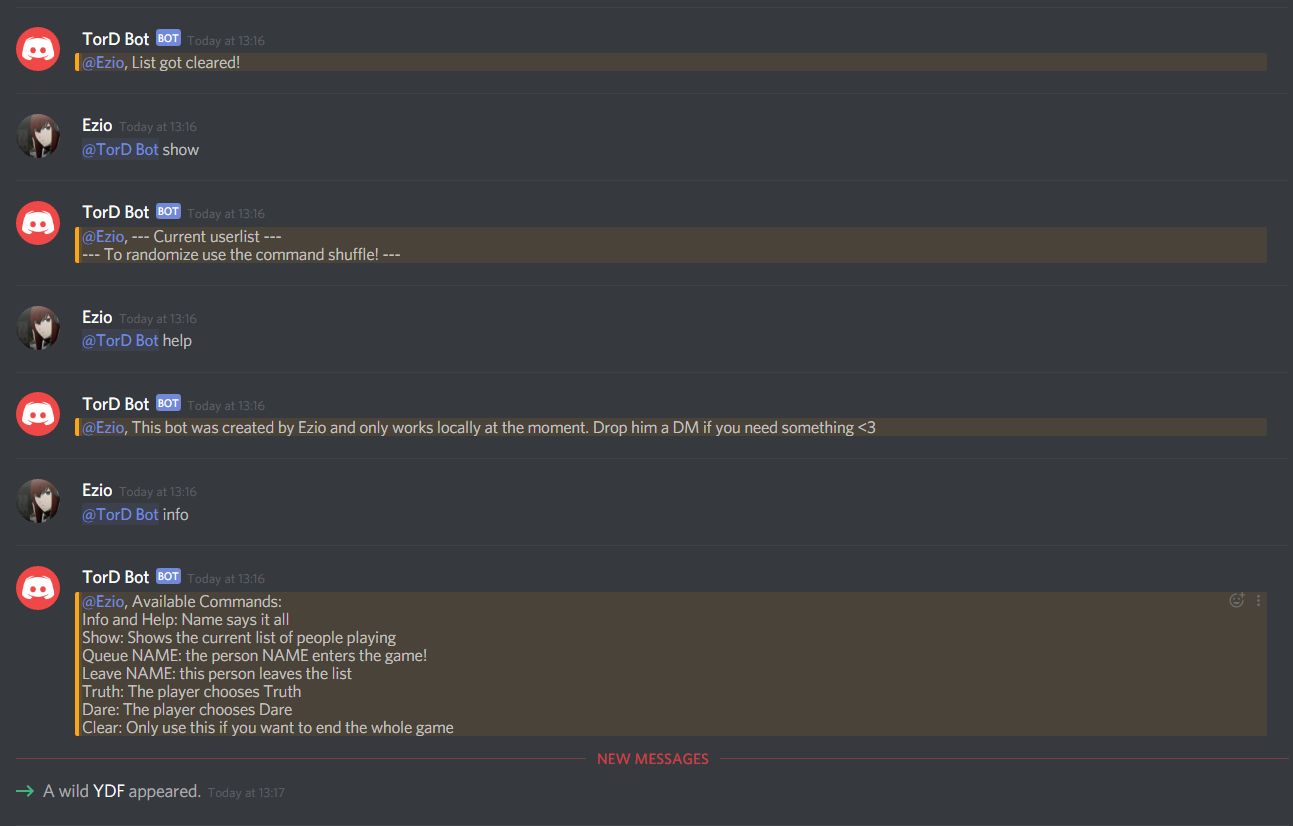 TorD Bot BOT Today at 13:16
@Ezio, List got cleared!
Ezio Today at 13:16
@TorD Bot show
TorD Bot BOT Today at 13:16
@Ezio, --- Current userlist ---
--- To randomize use the command shuffle! ---
Ezio Today at 13:16
@TorD Bot help
TorD Bot BOT Today at 13:16
@Ezio, This bot was created by Ezio and only works locally at the moment. Drop him a DM if you need something <3
Ezio Today at 13:16
@TorD Bot info
TorD Bot BOT Today at 13:16
@Ezio, Available Commands:
Info and Help: Name says it all
Show: Shows the current list of people playing
Queue NAME: the person NAME enters the game!
Leave NAME: this person leaves the list
Truth: The player chooses Truth
Dare: The player chooses Dare
Clear: Only use this if you want to end the whole game
NEW MESSAGES
A wild YDF appeared. Today at 13:17